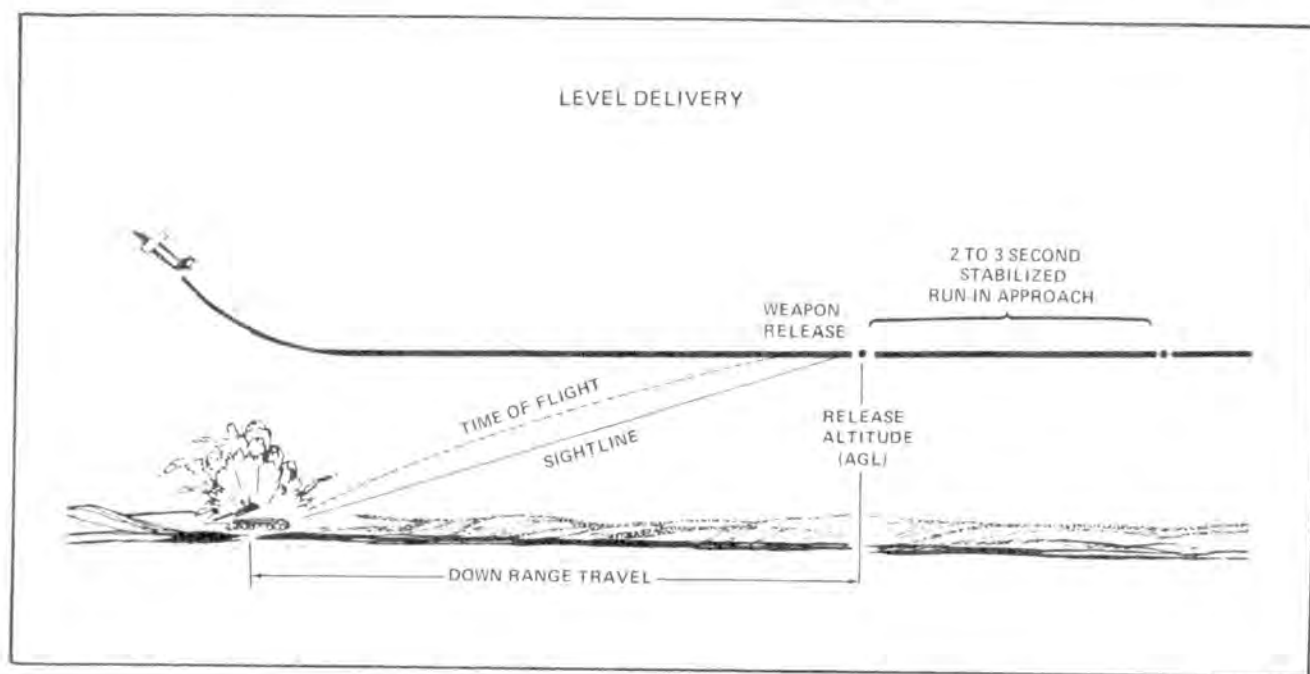 LEVEL DELIVERY
2 TO 3 SECOND
STABILIZED
RUN-IN APPROACH
WEAPON
RELEASE
TIME OF FLIGHT
SIGHTLINE
RELEASE
ALTITUDE
(AGL)
DOWN RANGE TRAVEL